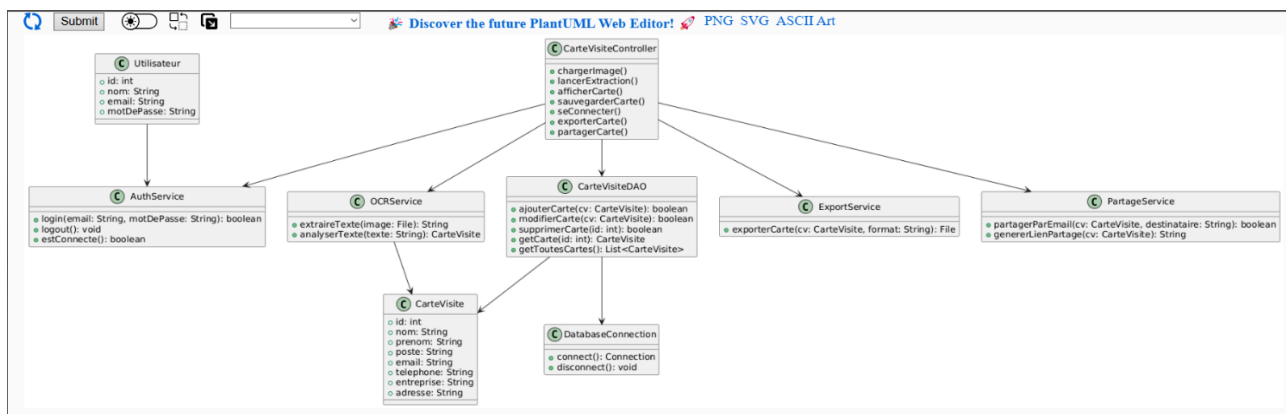 Submit
🎉 Discover the future PlantUML Web Editor! 🚀 PNG SVG ASCII Art
C Utilisateur
id: int
nom: String
email: String
motDePasse: String
C CarteVisiteController
chargerImage()
lancerExtraction()
afficherCarte()
sauvegarderCarte()
seConnecter()
exporterCarte()
partagerCarte()
C AuthService
login(email: String, motDePasse: String): boolean
logout(): void
estConnecte(): boolean
C OCRService
extraireTexte(image: File): String
analyserTexte(texte: String): CarteVisite
C CarteVisiteDAO
ajouterCarte(cv: CarteVisite): boolean
modifierCarte(cv: CarteVisite): boolean
supprimerCarte(id: int): boolean
getCarte(id: int): CarteVisite
getToutesCartes(): List<CarteVisite>
C ExportService
exporterCarte(cv: CarteVisite, format: String): File
C PartageService
partagerParEmail(cv: CarteVisite, destinataire: String): boolean
genererLienPartage(cv: CarteVisite): String
C CarteVisite
id: int
nom: String
prenom: String
poste: String
email: String
telephone: String
entreprise: String
adresse: String
C DatabaseConnection
connect(): Connection
disconnect(): void